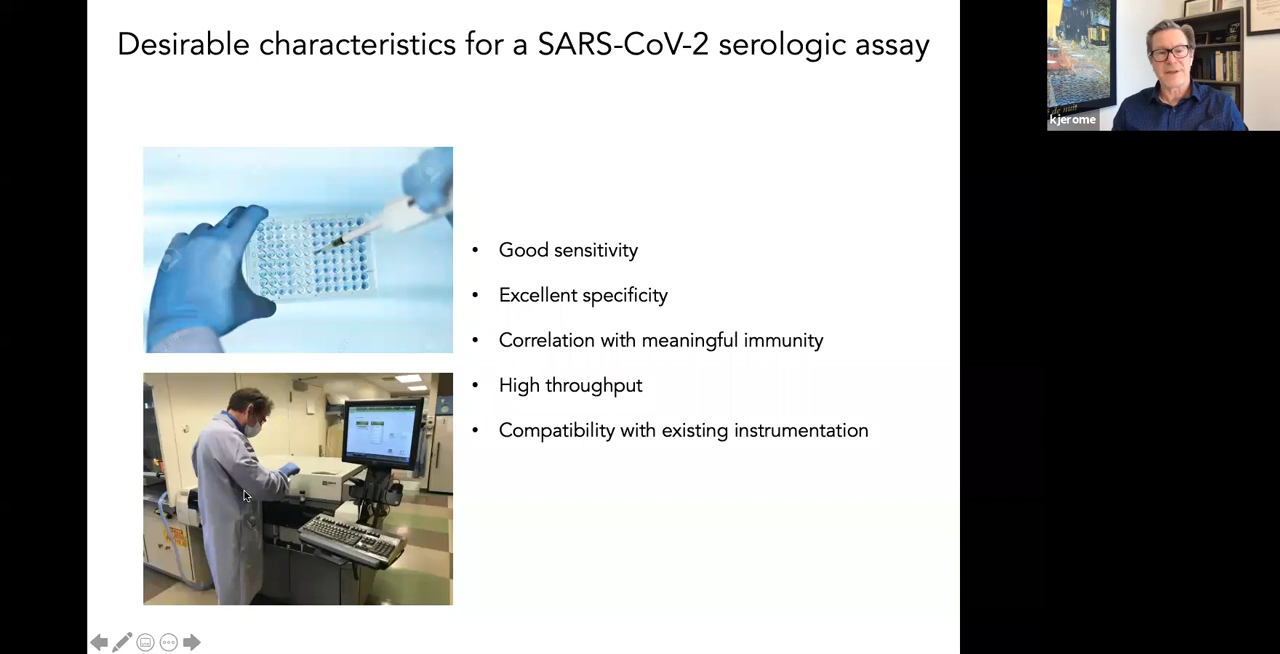 Desirable characteristics for a SARS-CoV-2 serologic assay
kjerome
• Good sensitivity
• Excellent specificity
• Correlation with meaningful immunity
• High throughput
• Compatibility with existing instrumentation